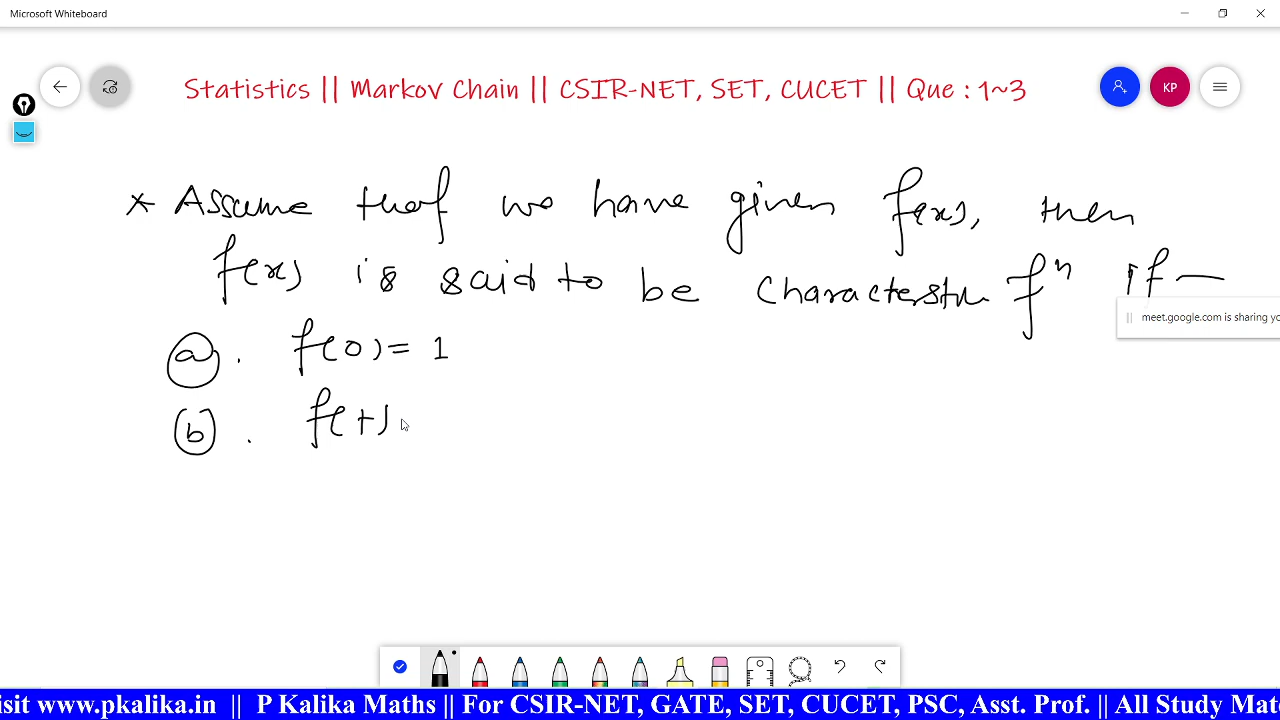 Microsoft Whiteboard
Statistics || Markov Chain || CSIR-NET, SET, CUCET || Que : 1~3
KP
* Assume that we have given f(x), then
f(x) is said to be Characterstic fⁿ if —
meet.google.com is sharing yo
(a). f(0) = 1
(b). f(t)
isit www.pkalika.in || P Kalika Maths || For CSIR-NET, GATE, SET, CUCET, PSC, Asst. Prof. || All Study Mat